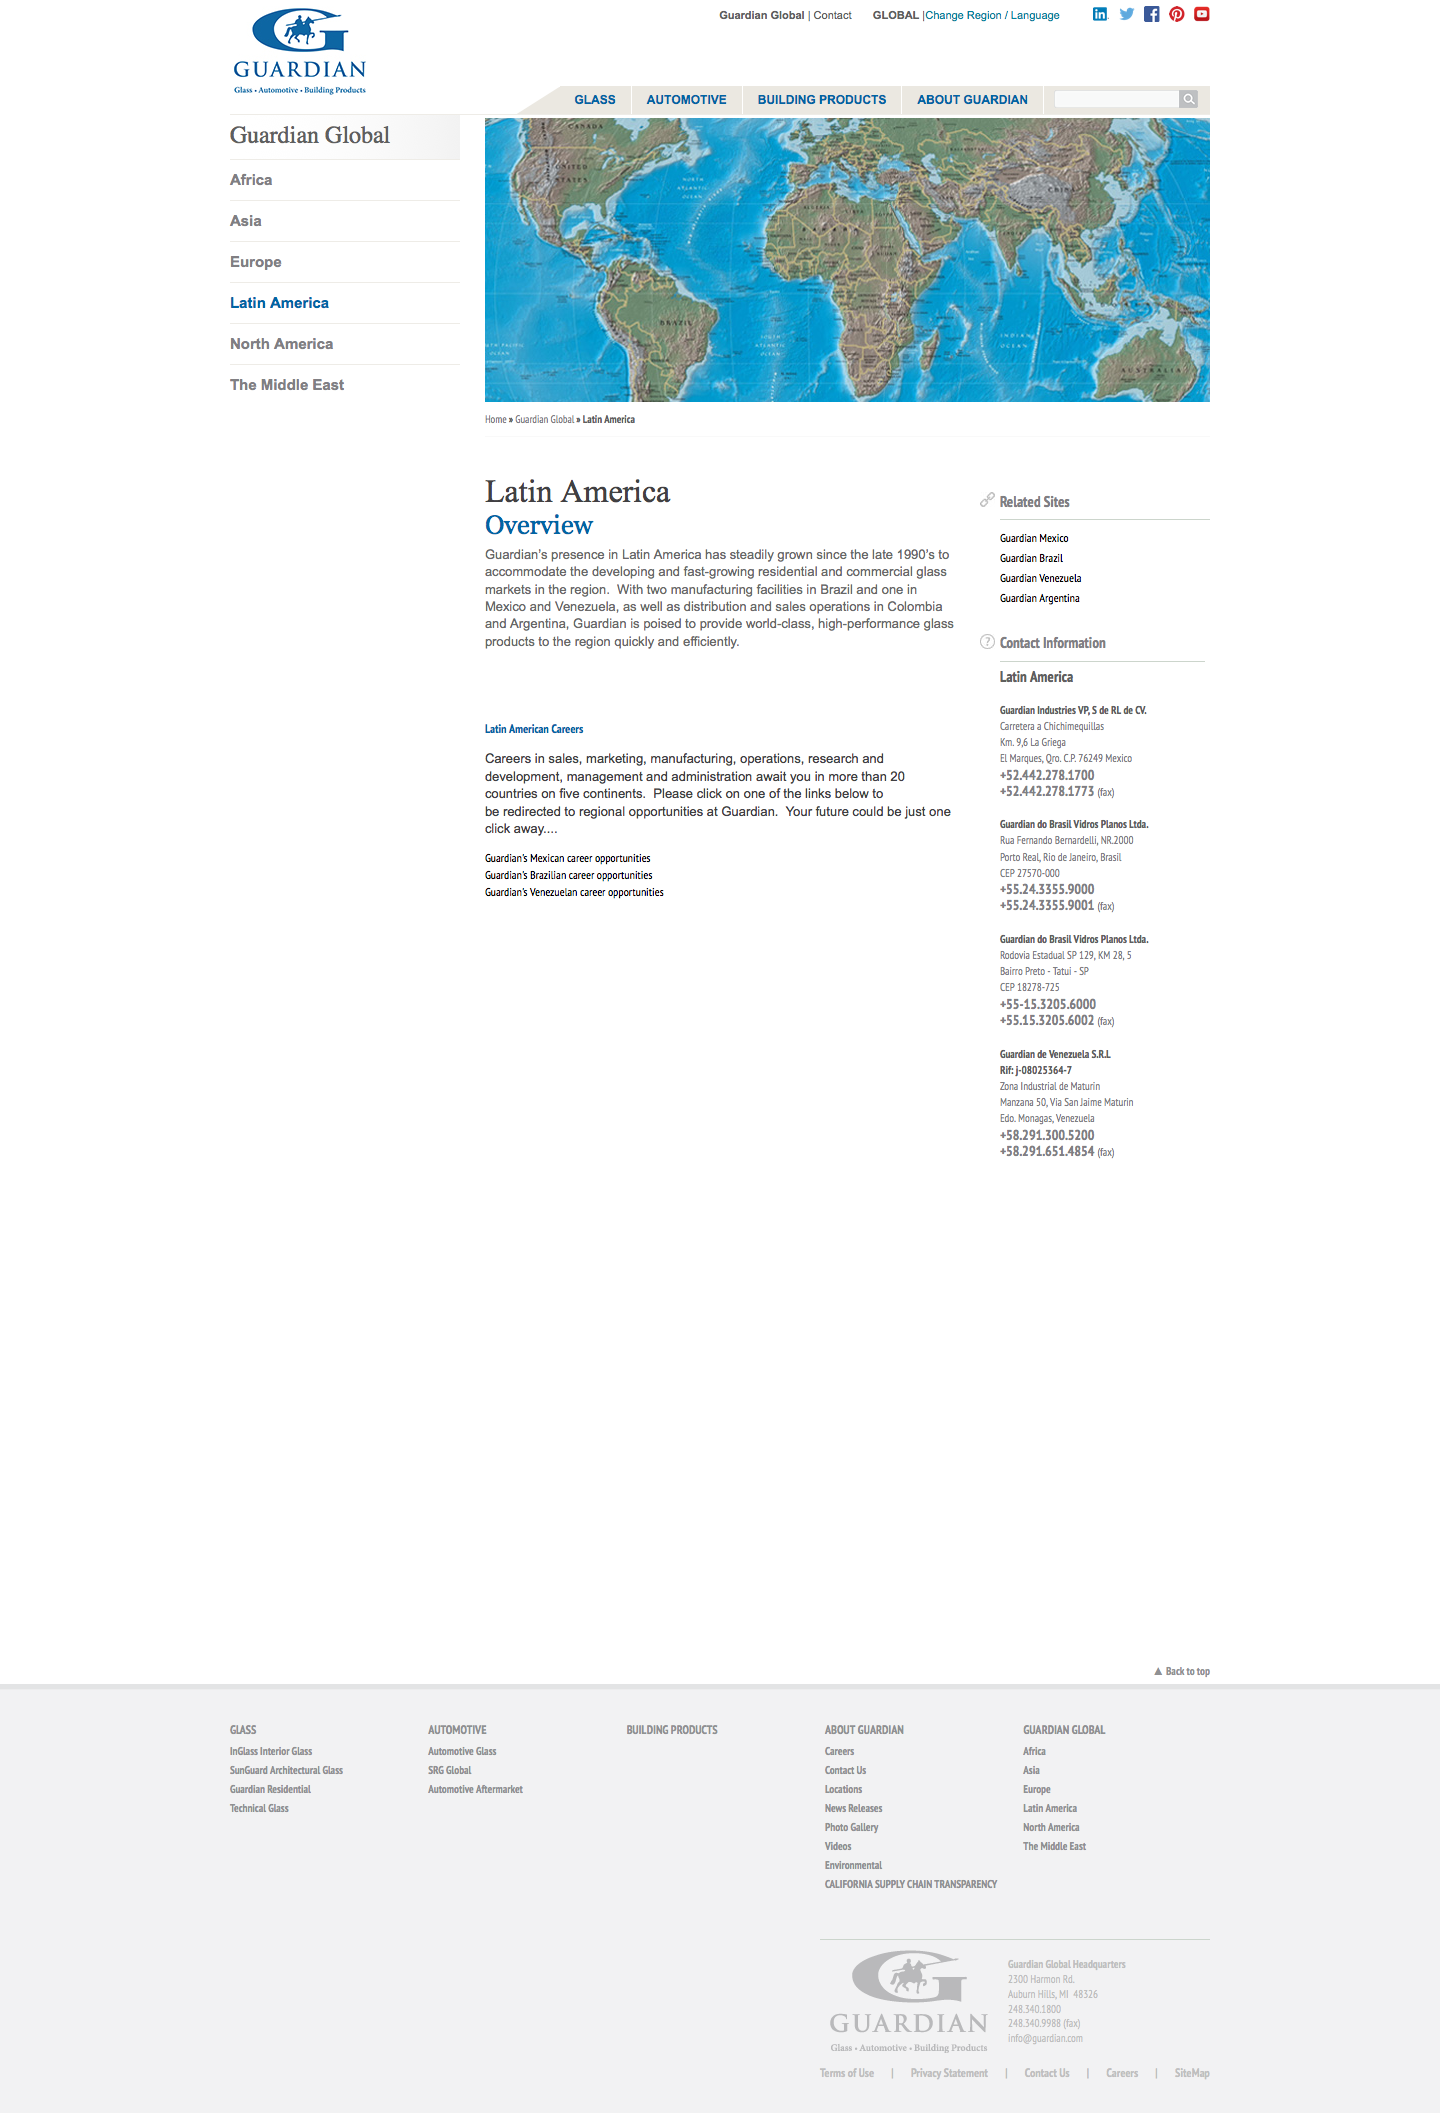 Guardian Global | Contact GLOBAL |Change Region / Language
GUARDIAN
Glass • Automotive • Building Products
GLASS AUTOMOTIVE BUILDING PRODUCTS ABOUT GUARDIAN
Guardian Global
Africa
Asia
Europe
Latin America
North America
The Middle East
CANADA
UNITED
STATES
NORTH
ATLANTIC
OCEAN
BRAZIL
SOUTH
ATLANTIC
OCEAN
ALGERIA
SAHARA
CHINA
INDIAN
OCEAN
AUSTRALIA
Home » Guardian Global » Latin America
Latin America
Overview
Guardian's presence in Latin America has steadily grown since the late 1990's to
accommodate the developing and fast-growing residential and commercial glass
markets in the region.  With two manufacturing facilities in Brazil and one in
Mexico and Venezuela, as well as distribution and sales operations in Colombia
and Argentina, Guardian is poised to provide world-class, high-performance glass
products to the region quickly and efficiently.
Latin American Careers
Careers in sales, marketing, manufacturing, operations, research and
development, management and administration await you in more than 20
countries on five continents.  Please click on one of the links below to
be redirected to regional opportunities at Guardian.  Your future could be just one
click away....
Guardian's Mexican career opportunities
Guardian's Brazilian career opportunities
Guardian's Venezuelan career opportunities
Related Sites
Guardian Mexico
Guardian Brazil
Guardian Venezuela
Guardian Argentina
? Contact Information
Latin America
Guardian Industries VP, S de RL de CV.
Carretera a Chichimequillas
Km. 9,6 La Griega
El Marques, Qro. C.P. 76249 Mexico
+52.442.278.1700
+52.442.278.1773 (fax)
Guardian do Brasil Vidros Planos Ltda.
Rua Fernando Bernardelli, NR.2000
Porto Real, Rio de Janeiro, Brasil
CEP 27570-000
+55.24.3355.9000
+55.24.3355.9001 (fax)
Guardian do Brasil Vidros Planos Ltda.
Rodovia Estadual SP 129, KM 28, 5
Bairro Preto - Tatui - SP
CEP 18278-725
+55-15.3205.6000
+55.15.3205.6002 (fax)
Guardian de Venezuela S.R.L
Rif: j-08025364-7
Zona Industrial de Maturin
Manzana 50, Via San Jaime Maturin
Edo. Monagas, Venezuela
+58.291.300.5200
+58.291.651.4854 (fax)
▲ Back to top
GLASS
InGlass Interior Glass
SunGuard Architectural Glass
Guardian Residential
Technical Glass
AUTOMOTIVE
Automotive Glass
SRG Global
Automotive Aftermarket
BUILDING PRODUCTS
ABOUT GUARDIAN
Careers
Contact Us
Locations
News Releases
Photo Gallery
Videos
Environmental
CALIFORNIA SUPPLY CHAIN TRANSPARENCY
GUARDIAN GLOBAL
Africa
Asia
Europe
Latin America
North America
The Middle East
GUARDIAN
Glass • Automotive • Building Products
Guardian Global Headquarters
2300 Harmon Rd.
Auburn Hills, MI  48326
248.340.1800
248.340.9988 (fax)
info@guardian.com
Terms of Use | Privacy Statement | Contact Us | Careers | SiteMap